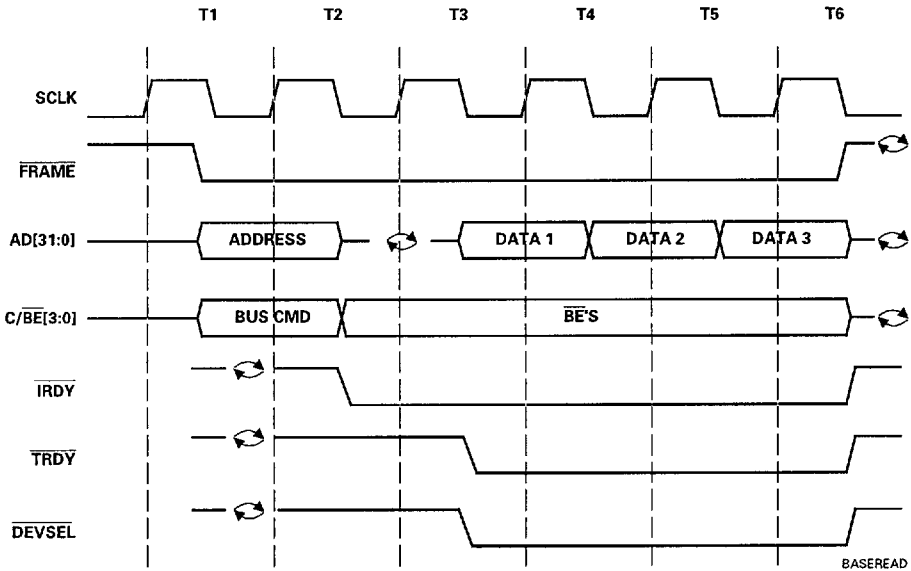 T1 T2 T3 T4 T5 T6
SCLK
FRAME
AD[31:0] ADDRESS DATA 1 DATA 2 DATA 3
C/BE[3:0] BUS CMD BE'S
IRDY
TRDY
DEVSEL
BASEREAD